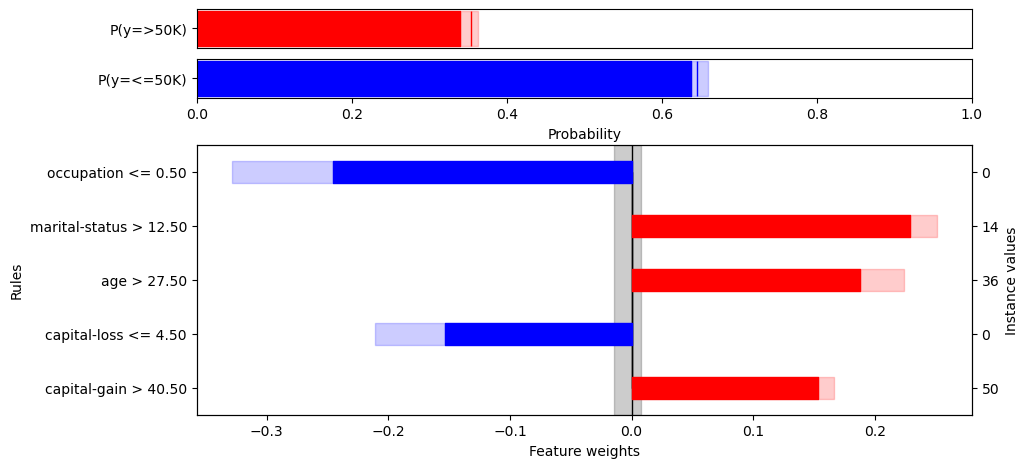 P(y=>50K)
P(y=<=50K)
0.0 0.2 0.4 0.6 0.8 1.0
Probability
occupation <= 0.50 0
marital-status > 12.50 14
age > 27.50 36
capital-loss <= 4.50 0
capital-gain > 40.50 50
Rules
Instance values
−0.3 −0.2 −0.1 0.0 0.1 0.2
Feature weights